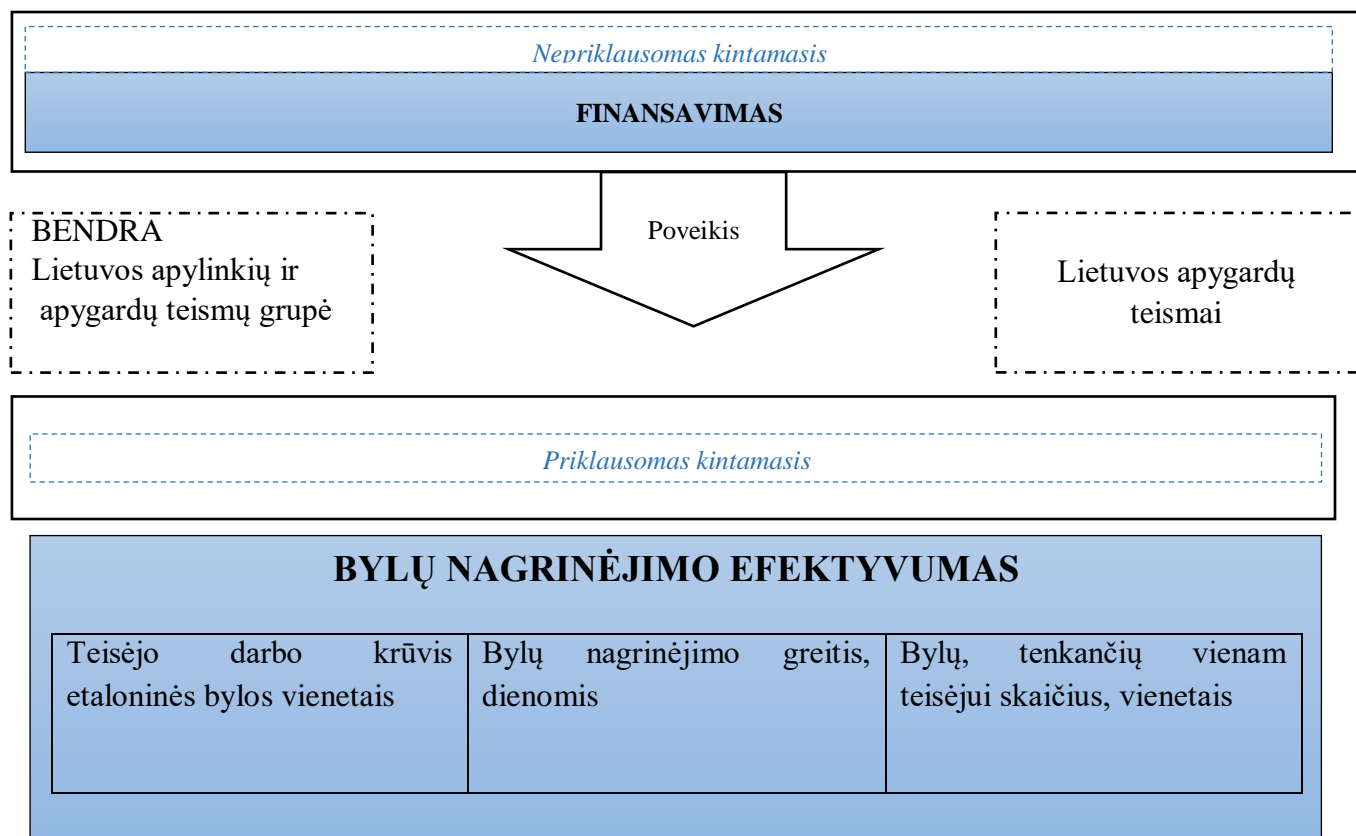 Nepriklausomas kintamasis
FINANSAVIMAS
Poveikis
BENDRA
Lietuvos apylinkių ir
apygardų teismų grupė
Lietuvos apygardų
teismai
Priklausomas kintamasis
BYLŲ NAGRINĖJIMO EFEKTYVUMAS
Teisėjo darbo krūvis
etaloninės bylos vienetais
Bylų nagrinėjimo greitis,
dienomis
Bylų, tenkančių vienam
teisėjui skaičius, vienetais